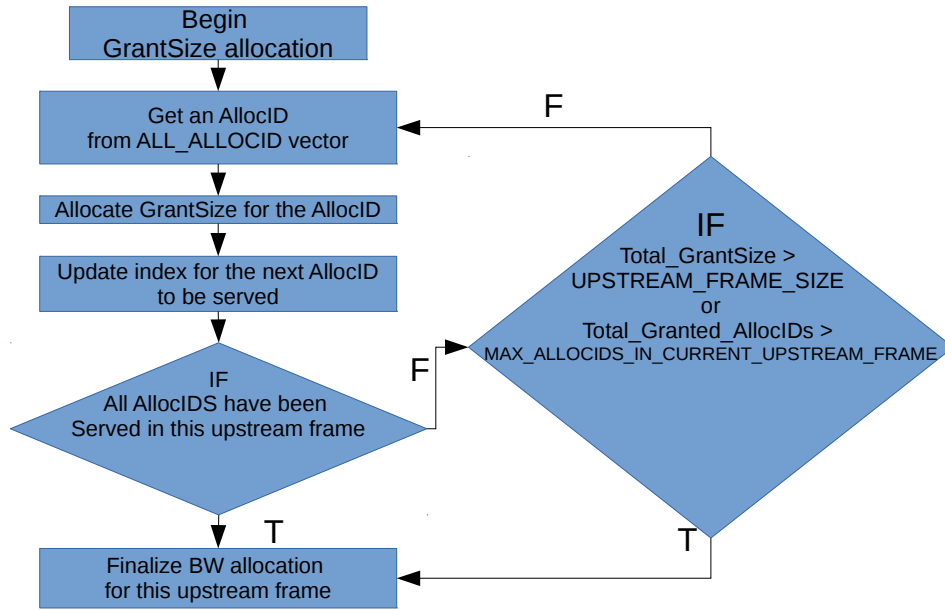 Begin
GrantSize allocation
Get an AllocID
from ALL_ALLOCID vector
Allocate GrantSize for the AllocID
Update index for the next AllocID
to be served
IF
All AllocIDS have been
Served in this upstream frame
F
T
Finalize BW allocation
for this upstream frame
F
IF
Total_GrantSize >
UPSTREAM_FRAME_SIZE
or
Total_Granted_AllocIDs >
MAX_ALLOCIDS_IN_CURRENT_UPSTREAM_FRAME
T